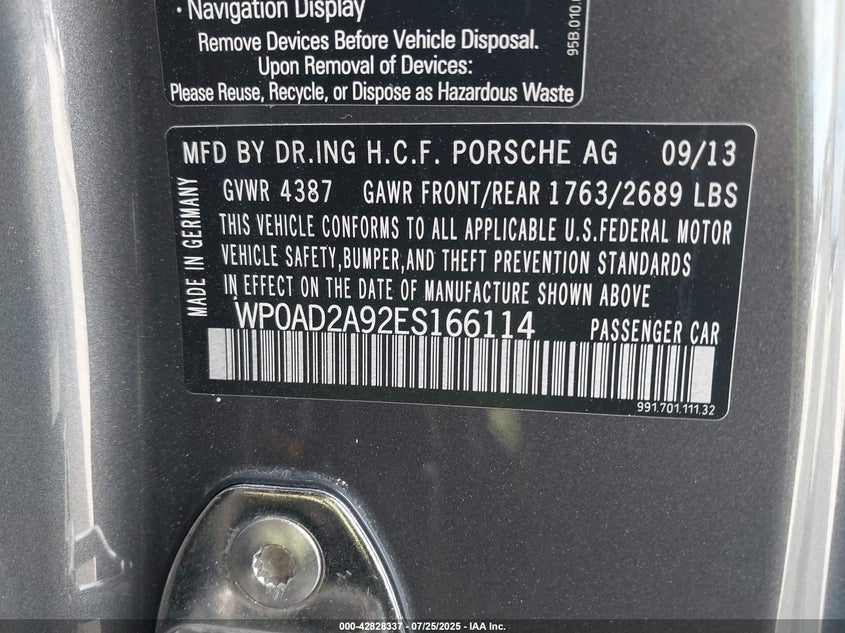 · Navigation Display
Remove Devices Before Vehicle Disposal.
Upon Removal of Devices:
Please Reuse, Recycle, or Dispose as Hazardous Waste
95B.010.
MFD BY DR.ING H.C.F. PORSCHE AG 09/13
GVWR 4387 GAWR FRONT/REAR 1763/2689 LBS
THIS VEHICLE CONFORMS TO ALL APPLICABLE U.S.FEDERAL MOTOR
VEHICLE SAFETY,BUMPER,AND THEFT PREVENTION STANDARDS
IN EFFECT ON THE DATE OF MANUFACTURE SHOWN ABOVE
MADE IN GERMANY
WP0AD2A92ES166114 PASSENGER CAR
991.701.111.32
000-42828337 - 07/25/2025 - IAA Inc.